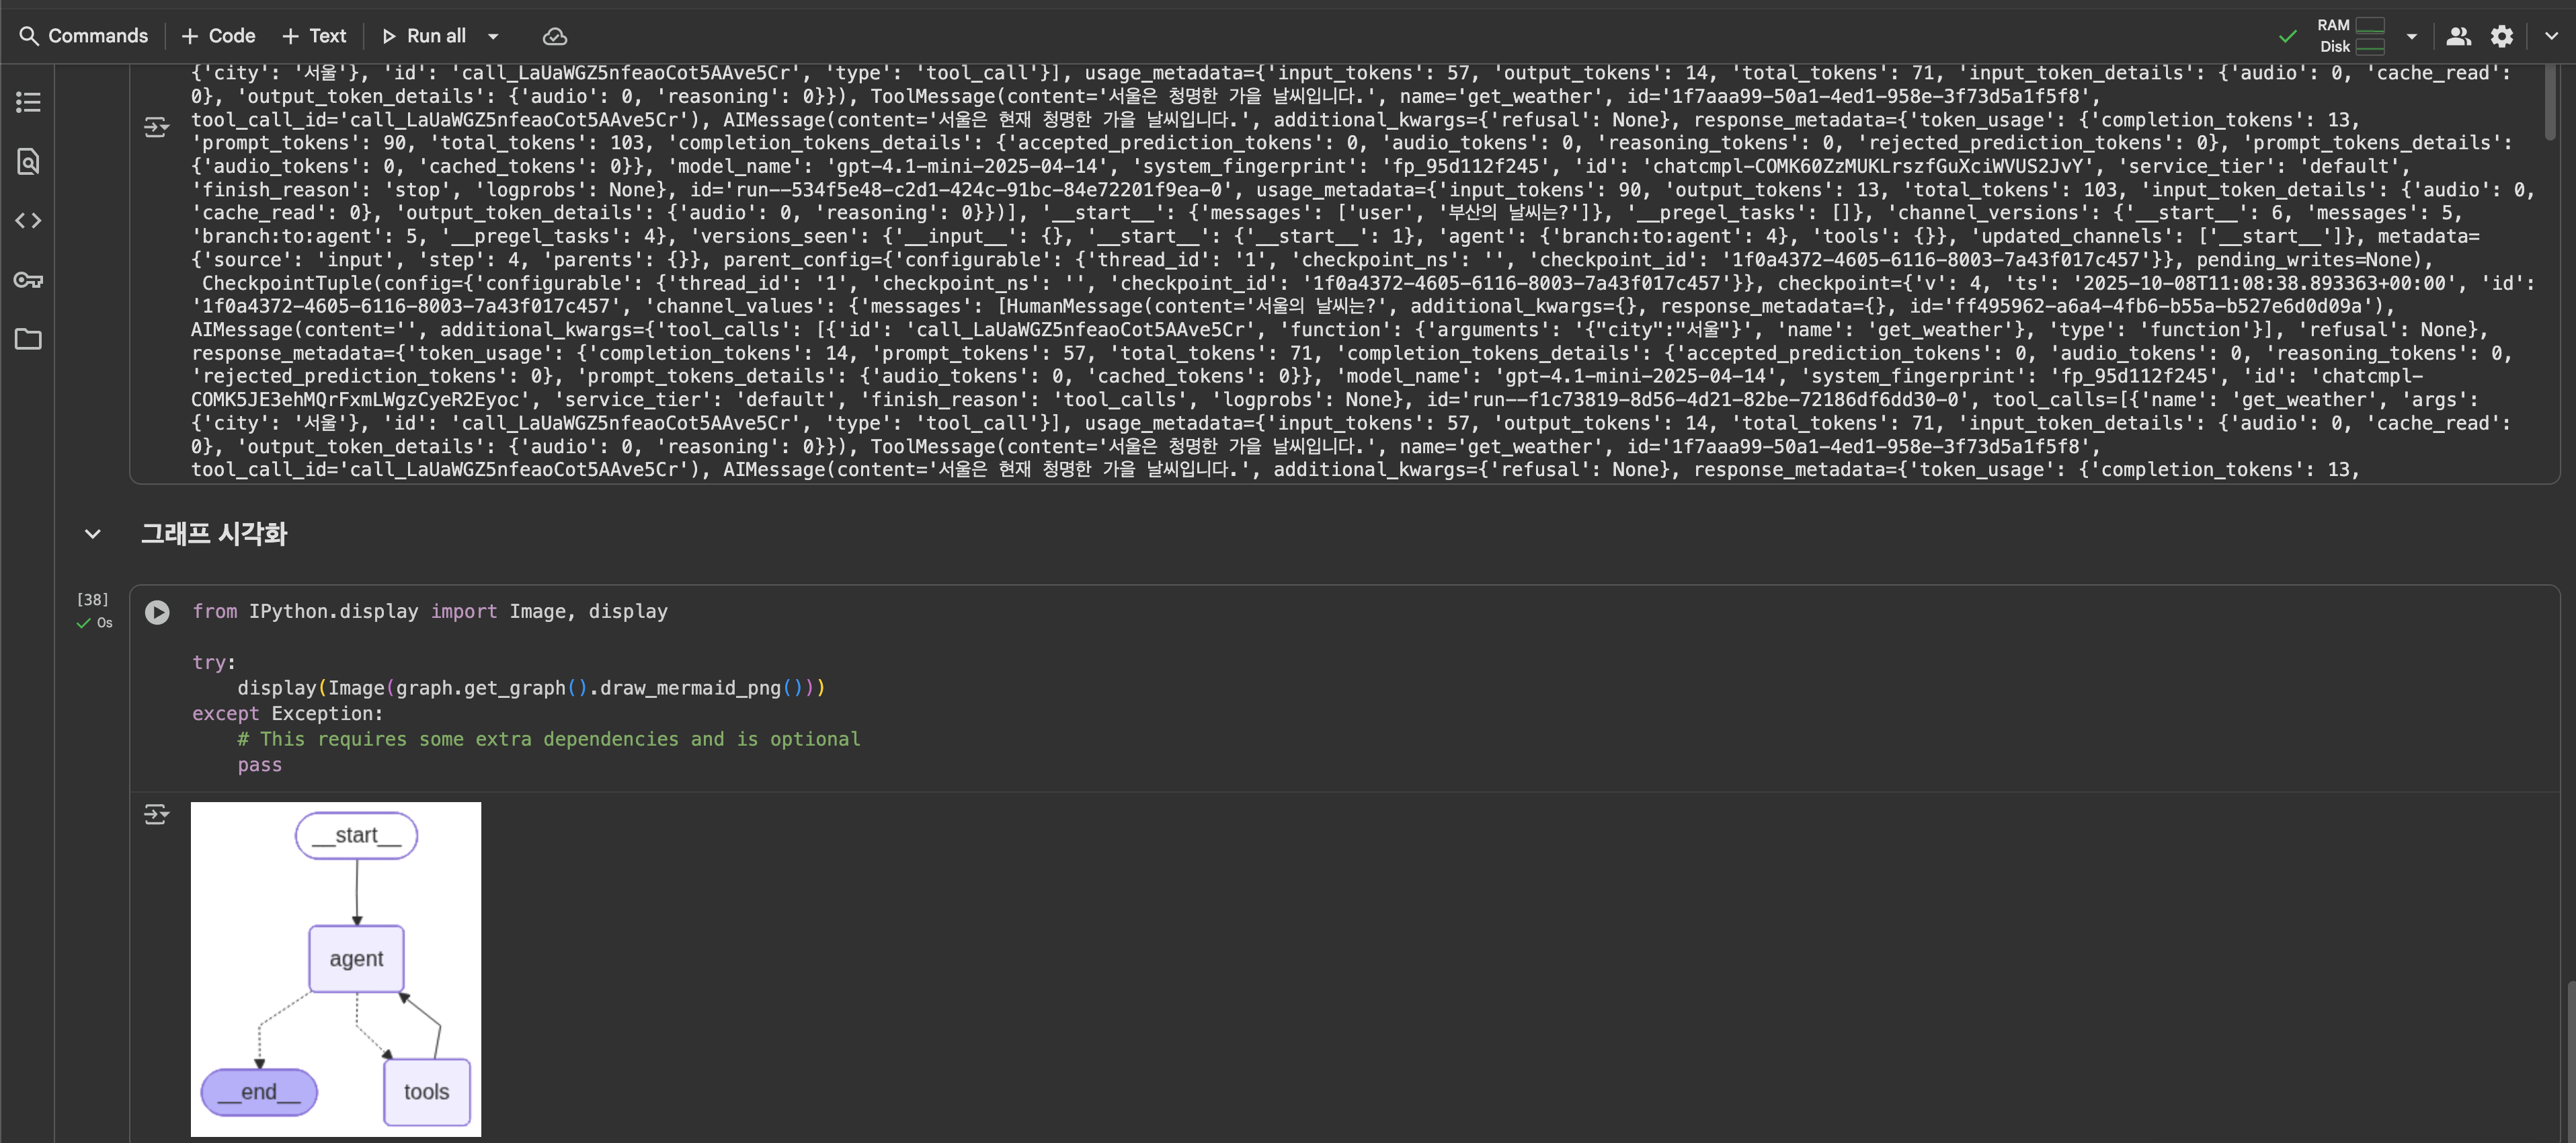 Commands
+ Code
+ Text
Run all
RAM
Disk
{'city': '서울'}, 'id': 'call_LaUaWGZ5nfeaoCot5AAve5Cr', 'type': 'tool_call'}], usage_metadata={'input_tokens': 57, 'output_tokens': 14, 'total_tokens': 71, 'input_token_details': {'audio': 0, 'cache_read':
0}, 'output_token_details': {'audio': 0, 'reasoning': 0}}), ToolMessage(content='서울은 청명한 가을 날씨입니다.', name='get_weather', id='1f7aaa99-50a1-4ed1-958e-3f73d5a1f5f8',
tool_call_id='call_LaUaWGZ5nfeaoCot5AAve5Cr'), AIMessage(content='서울은 현재 청명한 가을 날씨입니다.', additional_kwargs={'refusal': None}, response_metadata={'token_usage': {'completion_tokens': 13,
'prompt_tokens': 90, 'total_tokens': 103, 'completion_tokens_details': {'accepted_prediction_tokens': 0, 'audio_tokens': 0, 'reasoning_tokens': 0, 'rejected_prediction_tokens': 0}, 'prompt_tokens_details':
{'audio_tokens': 0, 'cached_tokens': 0}}, 'model_name': 'gpt-4.1-mini-2025-04-14', 'system_fingerprint': 'fp_95d112f245', 'id': 'chatcmpl-COMK60ZzMUKLrszfGuXciWVUS2JvY', 'service_tier': 'default',
'finish_reason': 'stop', 'logprobs': None}, id='run--534f5e48-c2d1-424c-91bc-84e72201f9ea-0', usage_metadata={'input_tokens': 90, 'output_tokens': 13, 'total_tokens': 103, 'input_token_details': {'audio': 0,
'cache_read': 0}, 'output_token_details': {'audio': 0, 'reasoning': 0}})], '__start__': {'messages': ['user', '부산의 날씨는?']}, '__pregel_tasks': []}, 'channel_versions': {'__start__': 6, 'messages': 5,
'branch:to:agent': 5, '__pregel_tasks': 4}, 'versions_seen': {'__input__': {}, '__start__': {'__start__': 1}, 'agent': {'branch:to:agent': 4}, 'tools': {}}, 'updated_channels': ['__start__']}, metadata=
{'source': 'input', 'step': 4, 'parents': {}}, parent_config={'configurable': {'thread_id': '1', 'checkpoint_ns': '', 'checkpoint_id': '1f0a4372-4605-6116-8003-7a43f017c457'}}, pending_writes=None),
CheckpointTuple(config={'configurable': {'thread_id': '1', 'checkpoint_ns': '', 'checkpoint_id': '1f0a4372-4605-6116-8003-7a43f017c457'}}, checkpoint={'v': 4, 'ts': '2025-10-08T11:08:38.893363+00:00', 'id':
'1f0a4372-4605-6116-8003-7a43f017c457', 'channel_values': {'messages': [HumanMessage(content='서울의 날씨는?', additional_kwargs={}, response_metadata={}, id='ff495962-a6a4-4fb6-b55a-b527e6d0d09a'),
AIMessage(content='', additional_kwargs={'tool_calls': [{'id': 'call_LaUaWGZ5nfeaoCot5AAve5Cr', 'function': {'arguments': '{"city":"서울"}', 'name': 'get_weather'}, 'type': 'function'}], 'refusal': None},
response_metadata={'token_usage': {'completion_tokens': 14, 'prompt_tokens': 57, 'total_tokens': 71, 'completion_tokens_details': {'accepted_prediction_tokens': 0, 'audio_tokens': 0, 'reasoning_tokens': 0,
'rejected_prediction_tokens': 0}, 'prompt_tokens_details': {'audio_tokens': 0, 'cached_tokens': 0}}, 'model_name': 'gpt-4.1-mini-2025-04-14', 'system_fingerprint': 'fp_95d112f245', 'id': 'chatcmpl-
COMK5JE3ehMQrFxmLWgzCyeR2Eyoc', 'service_tier': 'default', 'finish_reason': 'tool_calls', 'logprobs': None}, id='run--f1c73819-8d56-4d21-82be-72186df6dd30-0', tool_calls=[{'name': 'get_weather', 'args':
{'city': '서울'}, 'id': 'call_LaUaWGZ5nfeaoCot5AAve5Cr', 'type': 'tool_call'}], usage_metadata={'input_tokens': 57, 'output_tokens': 14, 'total_tokens': 71, 'input_token_details': {'audio': 0, 'cache_read':
0}, 'output_token_details': {'audio': 0, 'reasoning': 0}}), ToolMessage(content='서울은 청명한 가을 날씨입니다.', name='get_weather', id='1f7aaa99-50a1-4ed1-958e-3f73d5a1f5f8',
tool_call_id='call_LaUaWGZ5nfeaoCot5AAve5Cr'), AIMessage(content='서울은 현재 청명한 가을 날씨입니다.', additional_kwargs={'refusal': None}, response_metadata={'token_usage': {'completion_tokens': 13,
그래프 시각화
[38]
0s
from IPython.display import Image, display
try:
    display(Image(graph.get_graph().draw_mermaid_png()))
except Exception:
    # This requires some extra dependencies and is optional
    pass
__start__
agent
__end__
tools